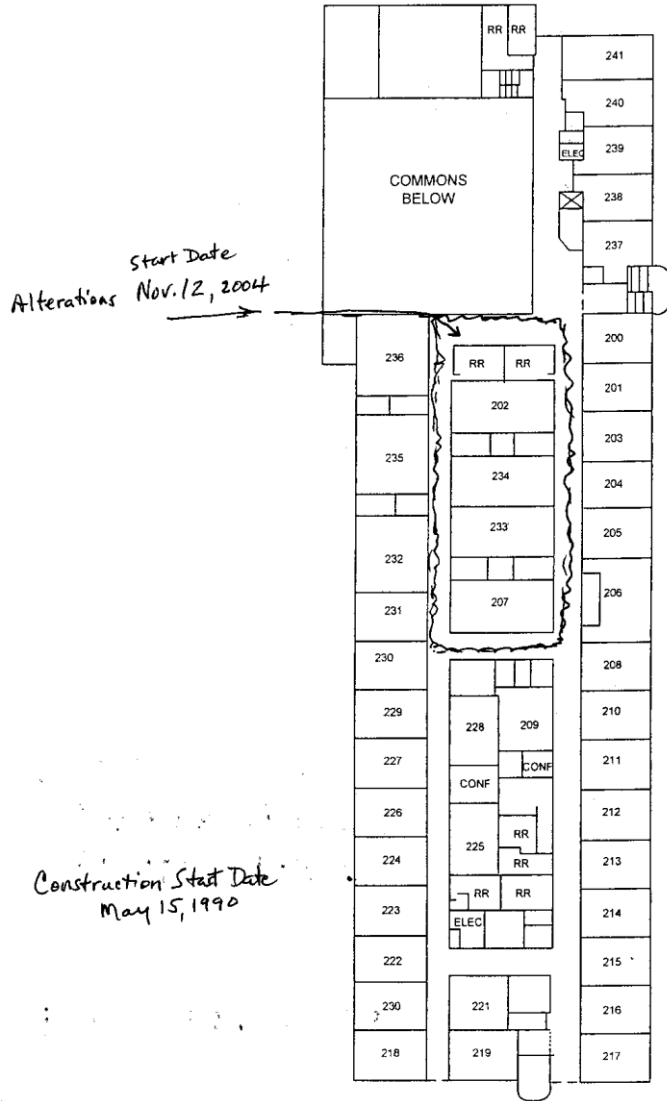 RR RR
241
240
239
ELEC
COMMONS
BELOW
238
237
Start Date
Alterations Nov. 12, 2004
236
RR RR
200
202
201
235
203
234
204
233
205
232
206
207
231
230
208
229
228
209
210
227
CONF
211
CONF
226
212
225
RR
224
RR
213
Construction Start Date
May 15, 1990
223
RR RR
214
ELEC
222
215
230
221
216
218
219
217